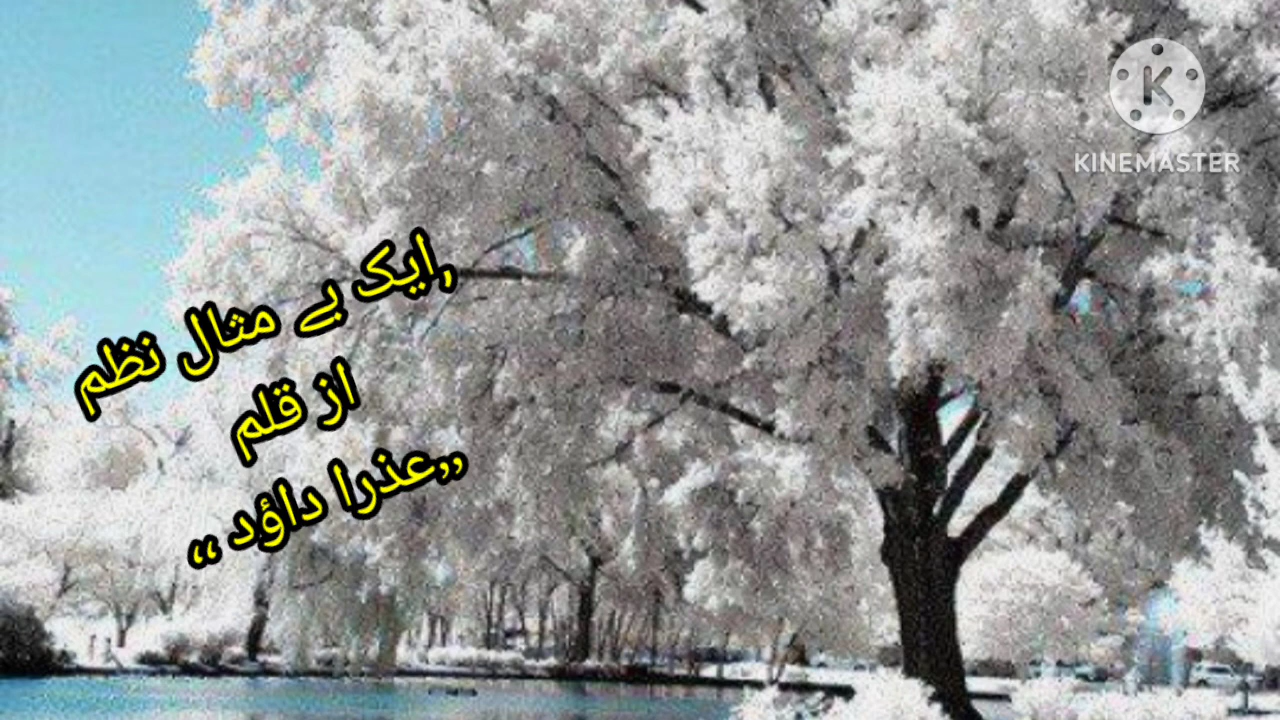 K
KINEMASTER
,ایک بے مثال نظم
از قلم
,,عذرا داؤد ,,